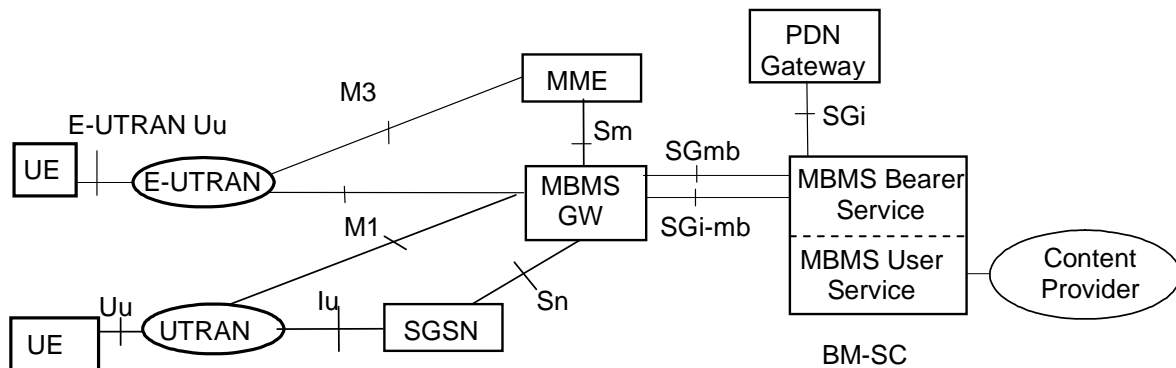 PDN
Gateway
MME
M3
SGi
E-UTRAN Uu
Sm
SGmb
UE
E-UTRAN
MBMS
GW
MBMS Bearer
Service
M1
SGi-mb
MBMS User
Service
Content
Provider
Sn
Uu
Iu
UE
UTRAN
SGSN
BM-SC